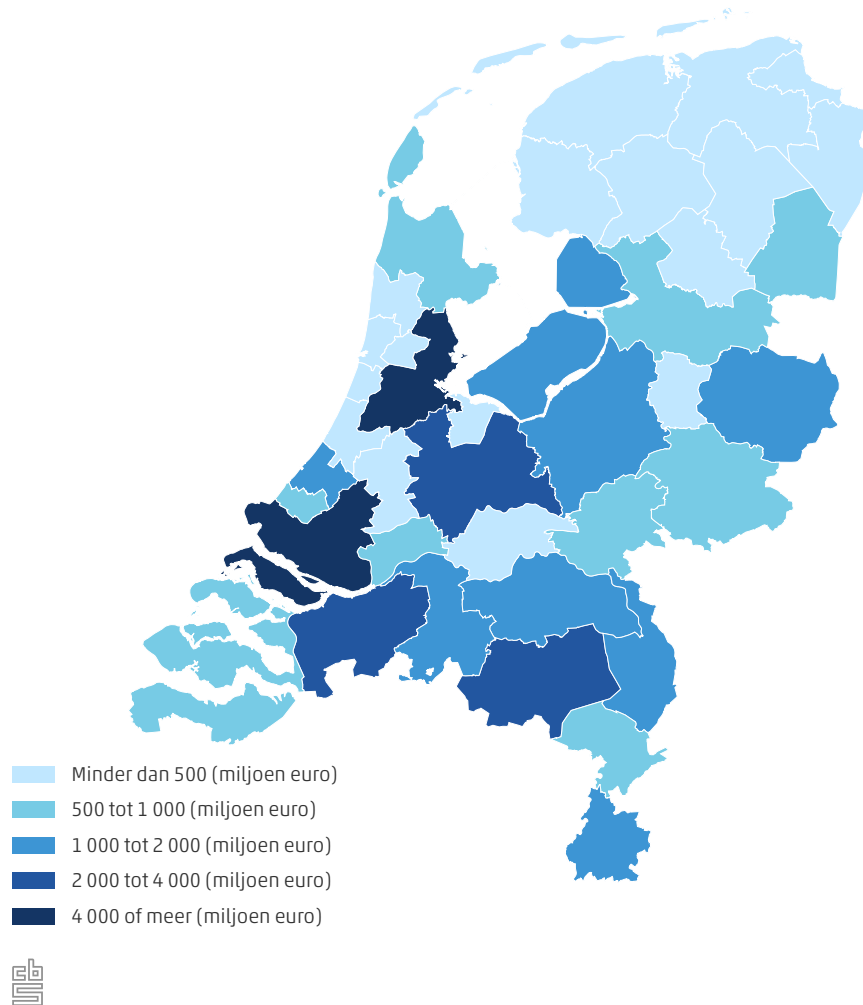 Minder dan 500 (miljoen euro)
500 tot 1 000 (miljoen euro)
1 000 tot 2 000 (miljoen euro)
2 000 tot 4 000 (miljoen euro)
4 000 of meer (miljoen euro)
cbs